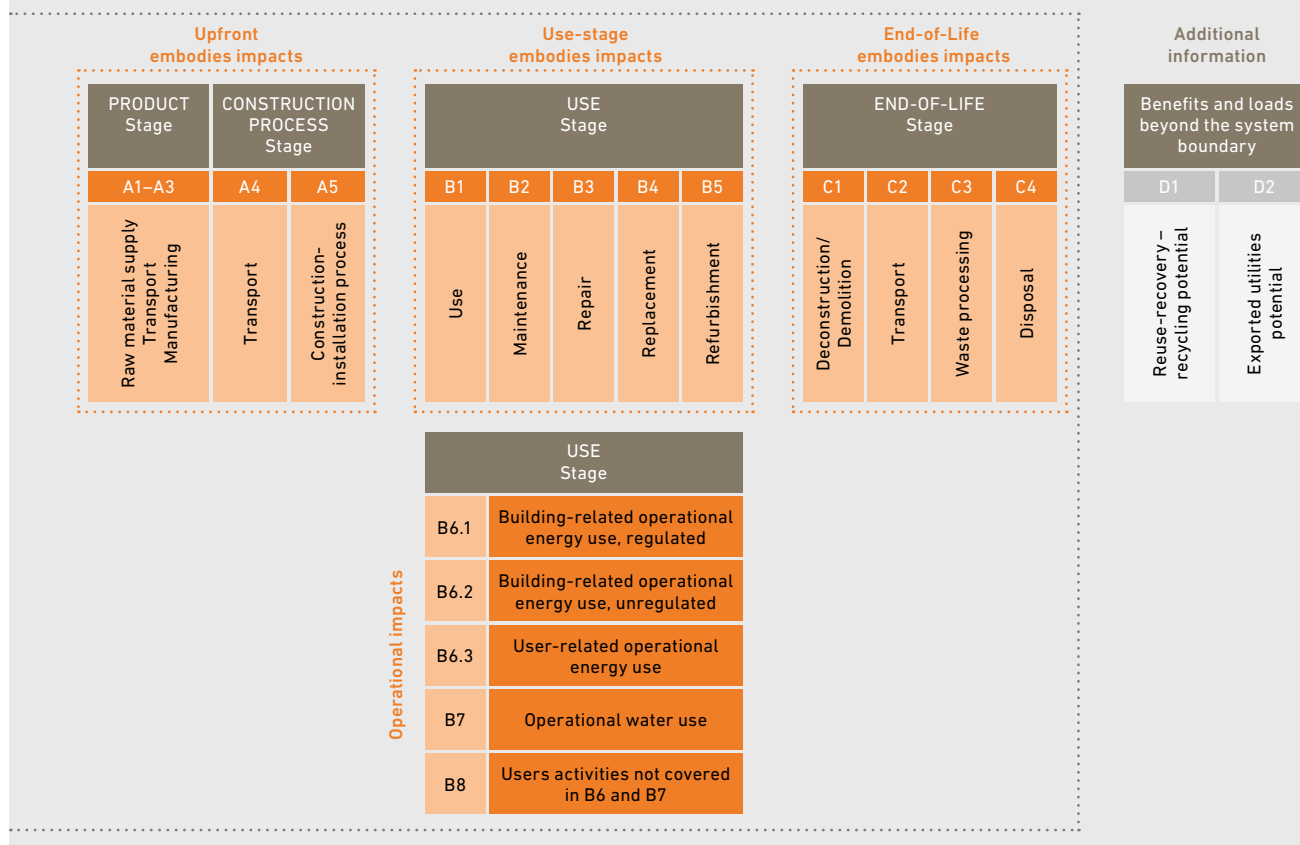 Upfront
embodies impacts
Use-stage
embodies impacts
End-of-Life
embodies impacts
Additional
information
PRODUCT
Stage
CONSTRUCTION
PROCESS
Stage
USE
Stage
END-OF-LIFE
Stage
Benefits and loads
beyond the system
boundary
A1–A3
A4
A5
B1
B2
B3
B4
B5
C1
C2
C3
C4
D1
D2
Raw material supply
Transport
Manufacturing
Transport
Construction-
installation process
Use
Maintenance
Repair
Replacement
Refurbishment
Deconstruction/
Demolition
Transport
Waste processing
Disposal
Reuse-recovery –
recycling potential
Exported utilities
potential
Operational impacts
USE
Stage
B6.1
Building-related operational
energy use, regulated
B6.2
Building-related operational
energy use, unregulated
B6.3
User-related operational
energy use
B7
Operational water use
B8
Users activities not covered
in B6 and B7